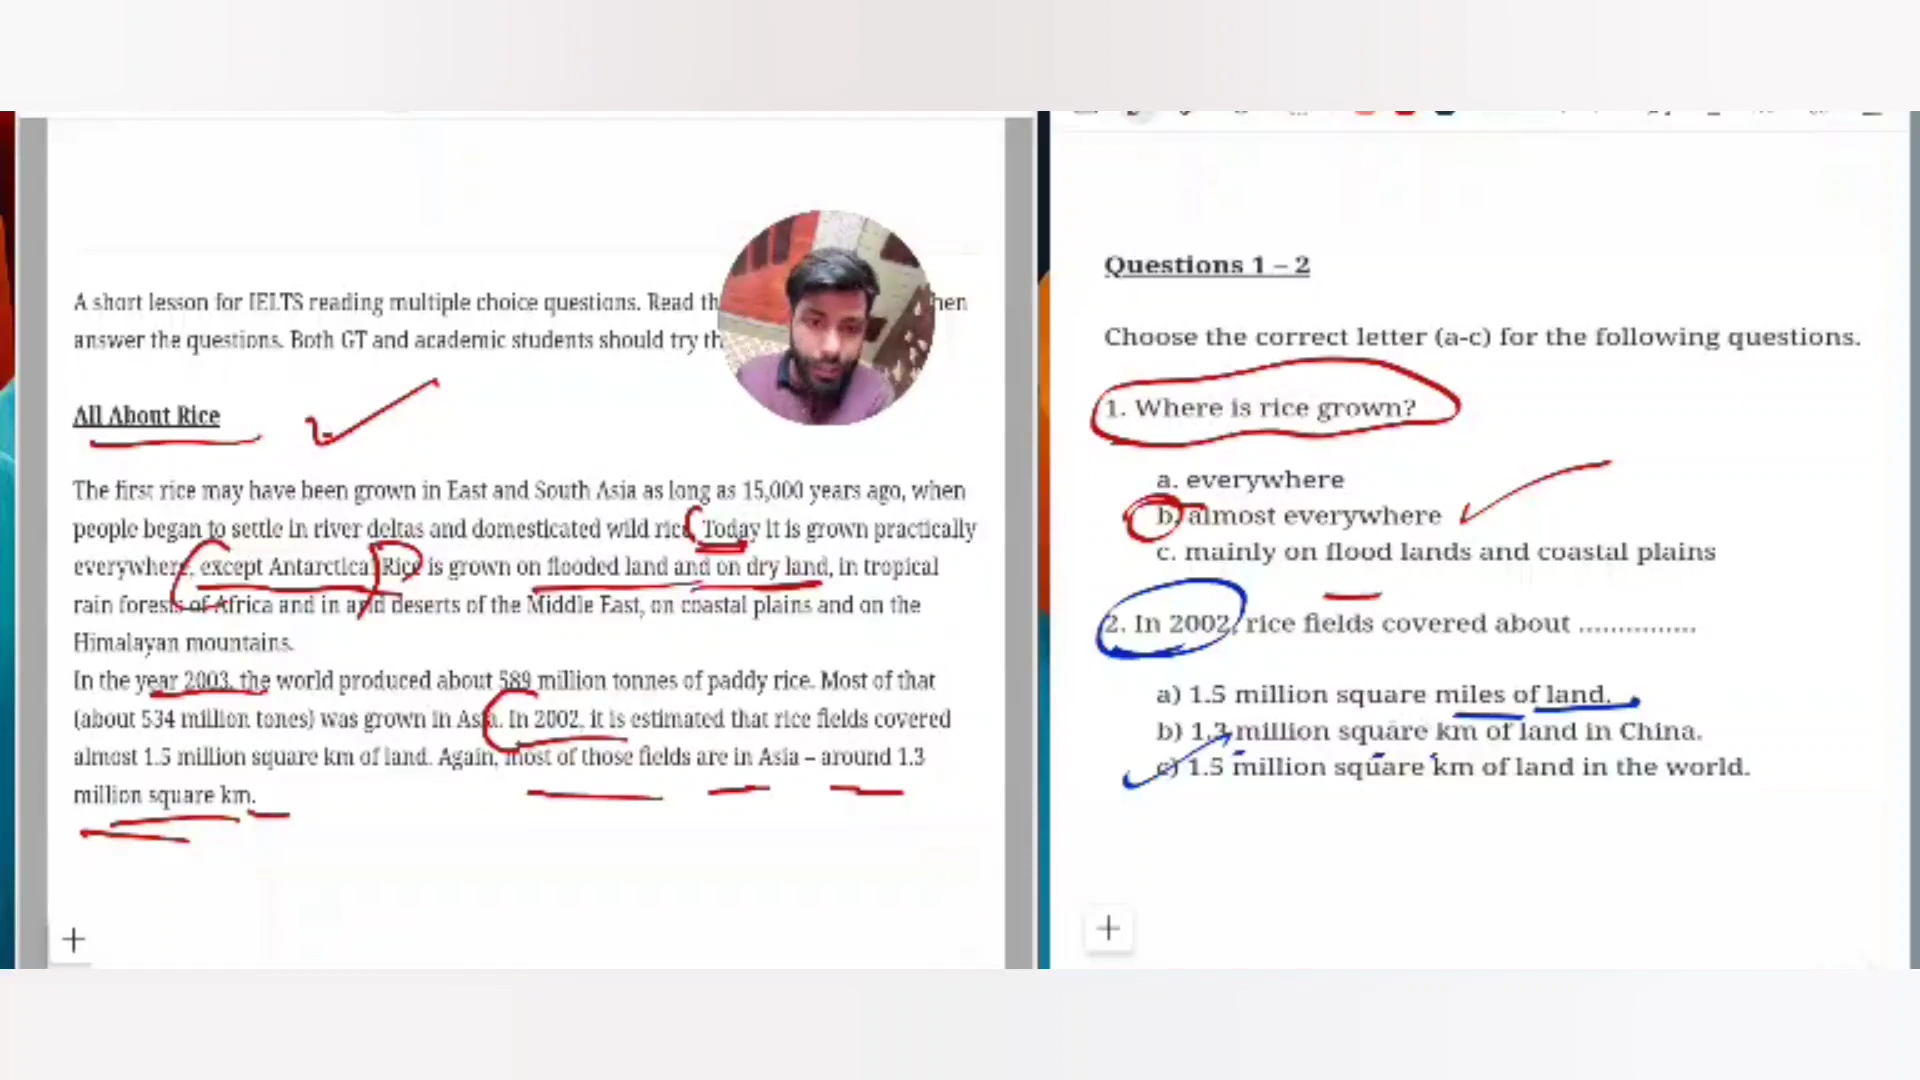 A short lesson for IELTS reading multiple choice questions. Read
answer the questions. Both GT and academic students should try
All About Rice
The first rice may have been grown in East and South Asia as long as 15,000 years ago, when
people began to settle in river deltas and domesticated wild rice. Today it is grown practically
everywhere, except Antarctica. Rice is grown on flooded land and on dry land, in tropical
rain forests of Africa and in arid deserts of the Middle East, on coastal plains and on the
Himalayan mountains.
In the year 2003, the world produced about 589 million tonnes of paddy rice. Most of that
(about 534 million tones) was grown in Asia. In 2002, it is estimated that rice fields covered
almost 1.5 million square km of land. Again, most of those fields are in Asia – around 1.3
million square km.
Questions 1 – 2
Choose the correct letter (a-c) for the following questions.
1. Where is rice grown?
a. everywhere
b. almost everywhere
c. mainly on flood lands and coastal plains
2. In 2002, rice fields covered about ...............
a) 1.5 million square miles of land.
b) 1.3 million square km of land in China.
c) 1.5 million square km of land in the world.